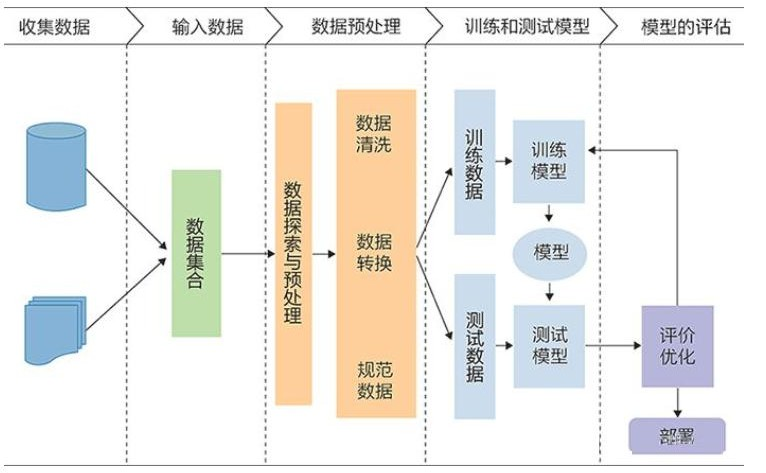 收集数据
输入数据
数据预处理
训练和测试模型
模型的评估
数据集合
数据探索与预处理
数据
清洗
数据
转换
规范
数据
训练数据
测试数据
训练
模型
模型
测试
模型
评价
优化
部署